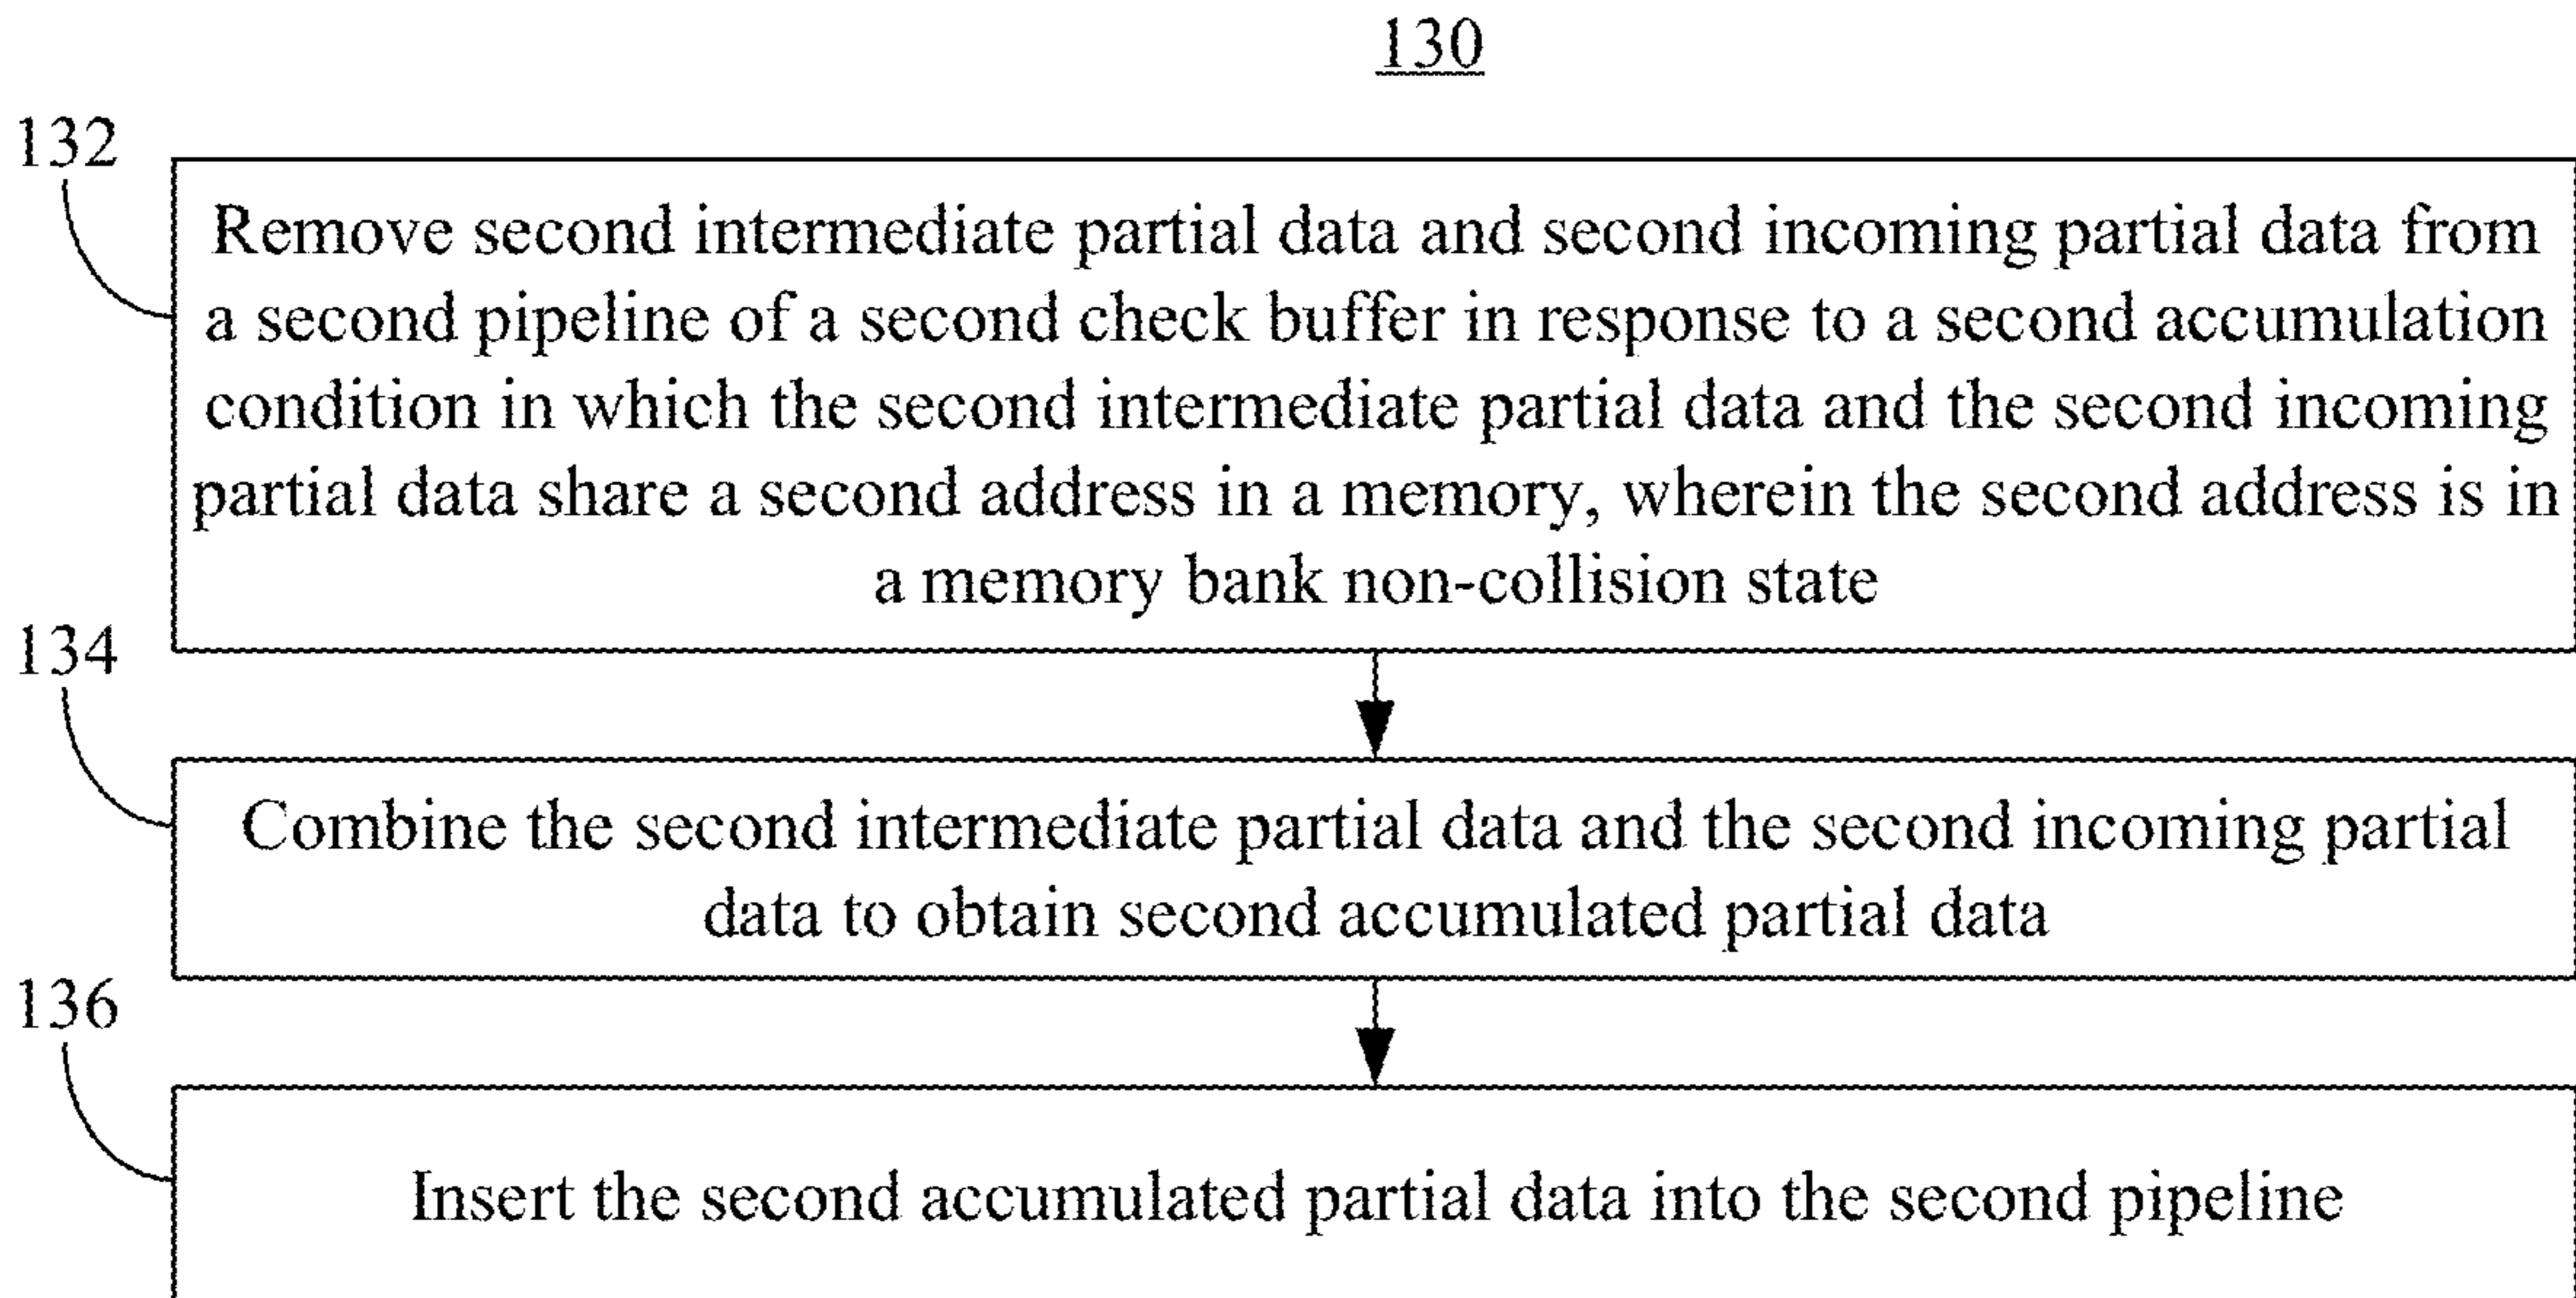 130
132
Remove second intermediate partial data and second incoming partial data from
a second pipeline of a second check buffer in response to a second accumulation
condition in which the second intermediate partial data and the second incoming
partial data share a second address in a memory, wherein the second address is in
a memory bank non-collision state
134
Combine the second intermediate partial data and the second incoming partial
data to obtain second accumulated partial data
136
Insert the second accumulated partial data into the second pipeline